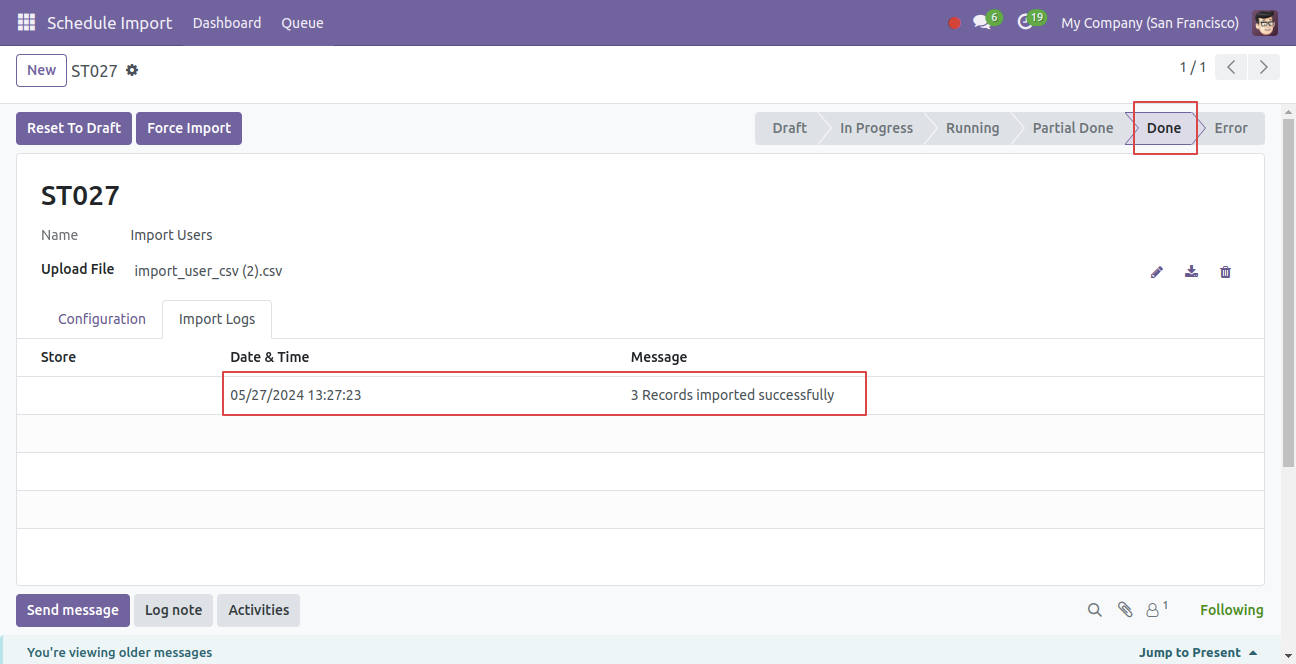 Schedule Import Dashboard Queue 6 19 My Company (San Francisco)
New ST027 1 / 1
Reset To Draft Force Import Draft In Progress Running Partial Done Done Error
ST027
Name Import Users
Upload File import_user_csv (2).csv
Configuration Import Logs
Store Date & Time Message
05/27/2024 13:27:23 3 Records imported successfully
Send message Log note Activities 1 Following
You're viewing older messages Jump to Present